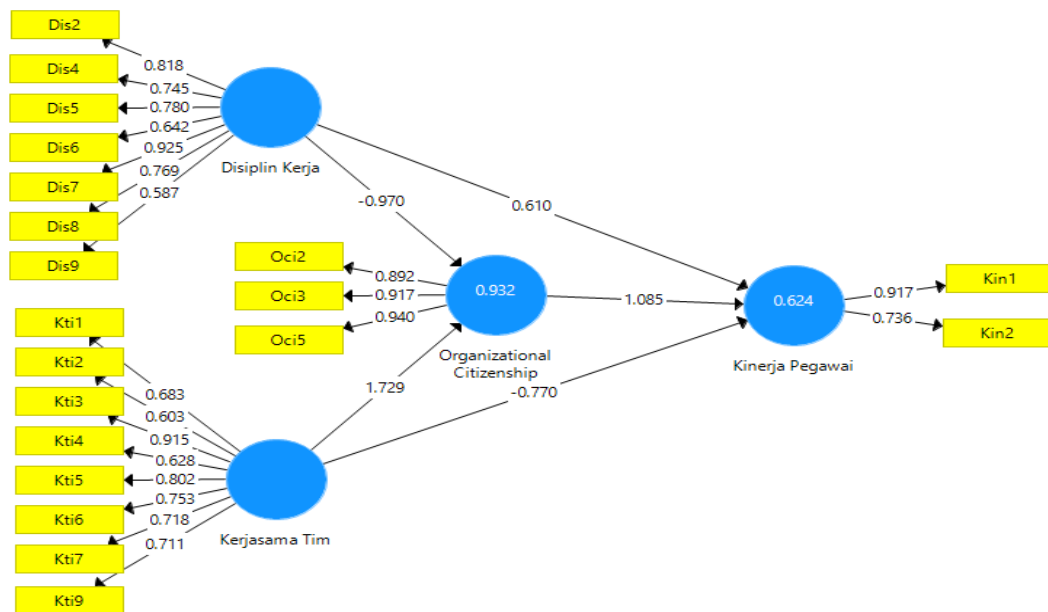 Dis2
Dis4
Dis5
Dis6
Dis7
Dis8
Dis9
0.818
0.745
0.780
0.642
0.925
0.769
0.587
Disiplin Kerja
-0.970
0.610
Oci2
Oci3
Oci5
0.892
0.917
0.940
0.932
Organizational
Citizenship
1.085
0.624
Kinerja Pegawai
0.917
0.736
Kin1
Kin2
1.729
-0.770
Kti1
Kti2
Kti3
Kti4
Kti5
Kti6
Kti7
Kti9
0.683
0.603
0.915
0.628
0.802
0.753
0.718
0.711
Kerjasama Tim